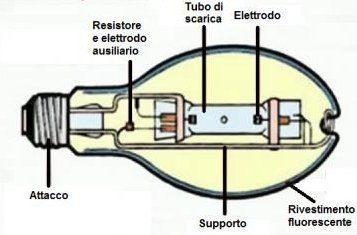 Resistore
e elettrodo
ausiliario
Tubo di
scarica
Elettrodo
Attacco
Supporto
Rivestimento
fluorescente